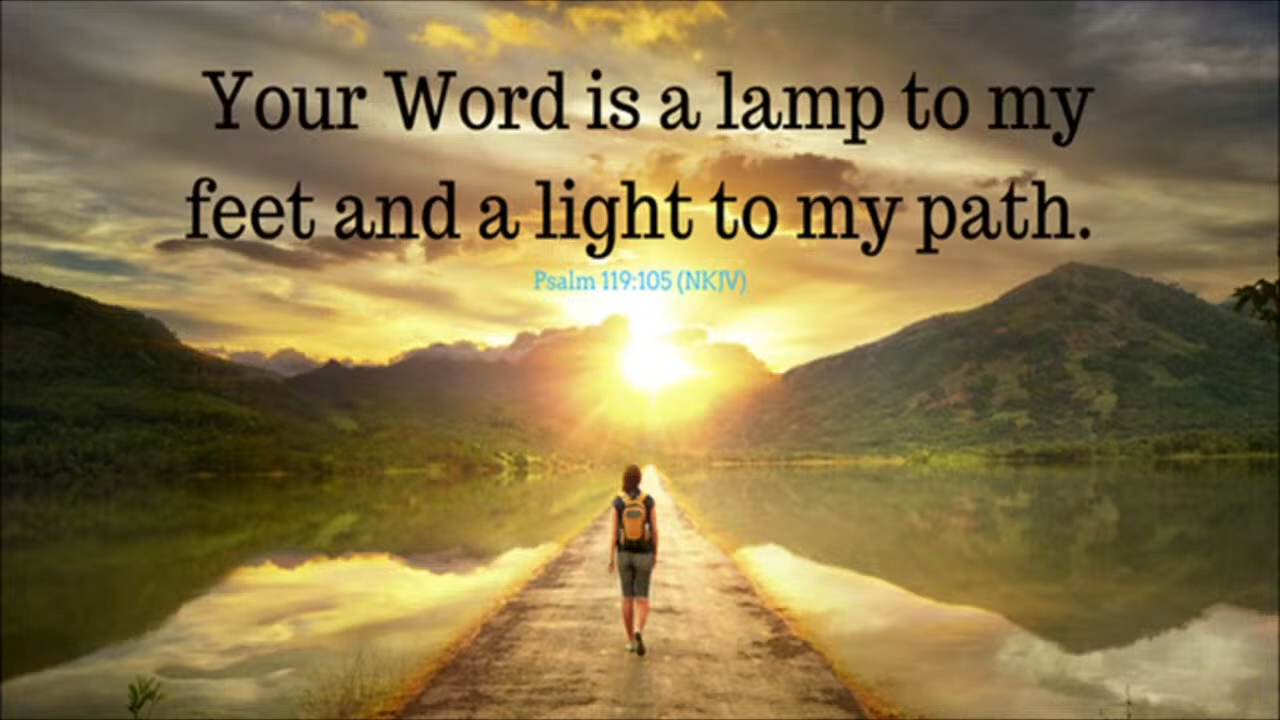 Your Word is a lamp to my
feet and a light to my path.
Psalm 119:105 (NKJV)